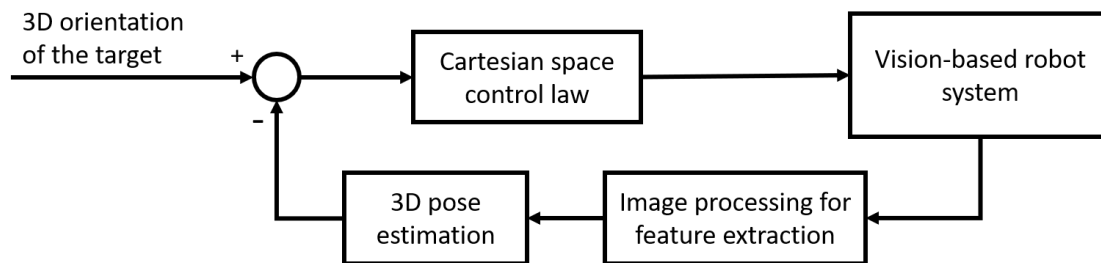 3D orientation
of the target
+
-
Cartesian space
control law
Vision-based robot
system
3D pose
estimation
Image processing for
feature extraction